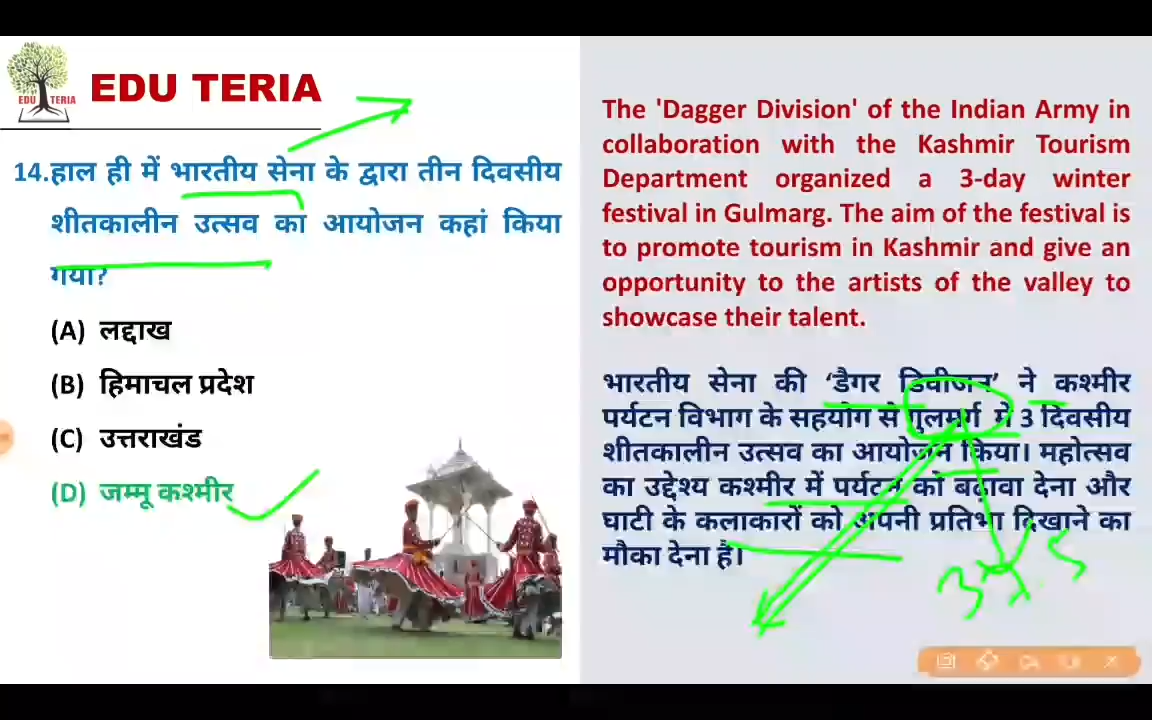 EDU TERIA
EDU TERIA
14.हाल ही में भारतीय सेना के द्वारा तीन दिवसीय
शीतकालीन उत्सव का आयोजन कहां किया
गया?
(A) लद्दाख
(B) हिमाचल प्रदेश
(C) उत्तराखंड
(D) जम्मू कश्मीर
The 'Dagger Division' of the Indian Army in
collaboration with the Kashmir Tourism
Department organized a 3-day winter
festival in Gulmarg. The aim of the festival is
to promote tourism in Kashmir and give an
opportunity to the artists of the valley to
showcase their talent.
भारतीय सेना की ‘डैगर डिवीजन’ ने कश्मीर
पर्यटन विभाग के सहयोग से गुलमर्ग में 3 दिवसीय
शीतकालीन उत्सव का आयोजन किया। महोत्सव
का उद्देश्य कश्मीर में पर्यटन को बढ़ावा देना और
घाटी के कलाकारों को अपनी प्रतिभा दिखाने का
मौका देना है।